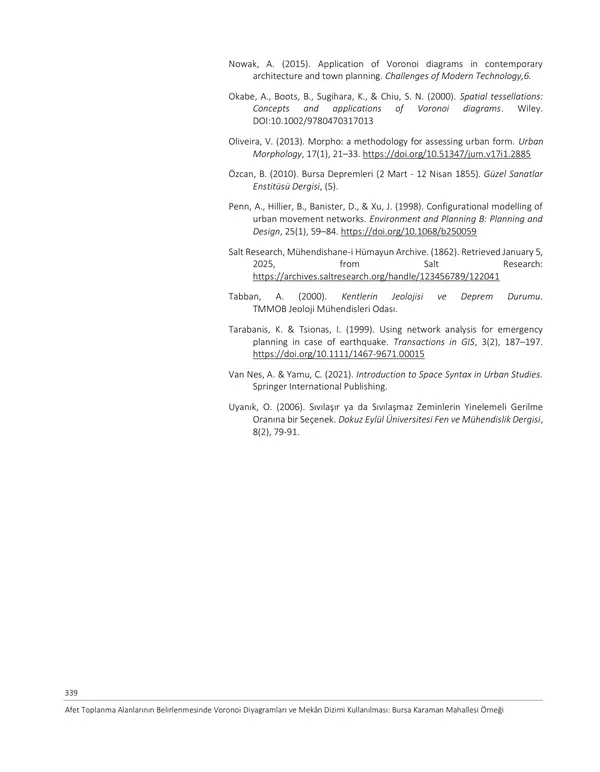 Nowak, A. (2015). Application of Voronoi diagrams in contemporary
architecture and town planning. Challenges of Modern Technology,6.
Okabe, A., Boots, B., Sugihara, K., & Chiu, S. N. (2000). Spatial tessellations:
Concepts and applications of Voronoi diagrams. Wiley.
DOI:10.1002/9780470317013
Oliveira, V. (2013). Morpho: a methodology for assessing urban form. Urban
Morphology, 17(1), 21–33. https://doi.org/10.51347/jum.v17i1.2885
Özcan, B. (2010). Bursa Depremleri (2 Mart - 12 Nisan 1855). Güzel Sanatlar
Enstitüsü Dergisi, (5).
Penn, A., Hillier, B., Banister, D., & Xu, J. (1998). Configurational modelling of
urban movement networks. Environment and Planning B: Planning and
Design, 25(1), 59–84. https://doi.org/10.1068/b250059
Salt Research, Mühendishane-i Hümayun Archive. (1862). Retrieved January 5,
2025, from Salt Research:
https://archives.saltresearch.org/handle/123456789/122041
Tabban, A. (2000). Kentlerin Jeolojisi ve Deprem Durumu.
TMMOB Jeoloji Mühendisleri Odası.
Tarabanis, K. & Tsionas, I. (1999). Using network analysis for emergency
planning in case of earthquake. Transactions in GIS, 3(2), 187–197.
https://doi.org/10.1111/1467-9671.00015
Van Nes, A. & Yamu, C. (2021). Introduction to Space Syntax in Urban Studies.
Springer International Publishing.
Uyanık, O. (2006). Sıvılaşır ya da Sıvılaşmaz Zeminlerin Yinelemeli Gerilme
Oranına bir Seçenek. Dokuz Eylül Üniversitesi Fen ve Mühendislik Dergisi,
8(2), 79-91.
339
Afet Toplanma Alanlarının Belirlenmesinde Voronoi Diyagramları ve Mekân Dizimi Kullanılması: Bursa Karaman Mahallesi Örneği